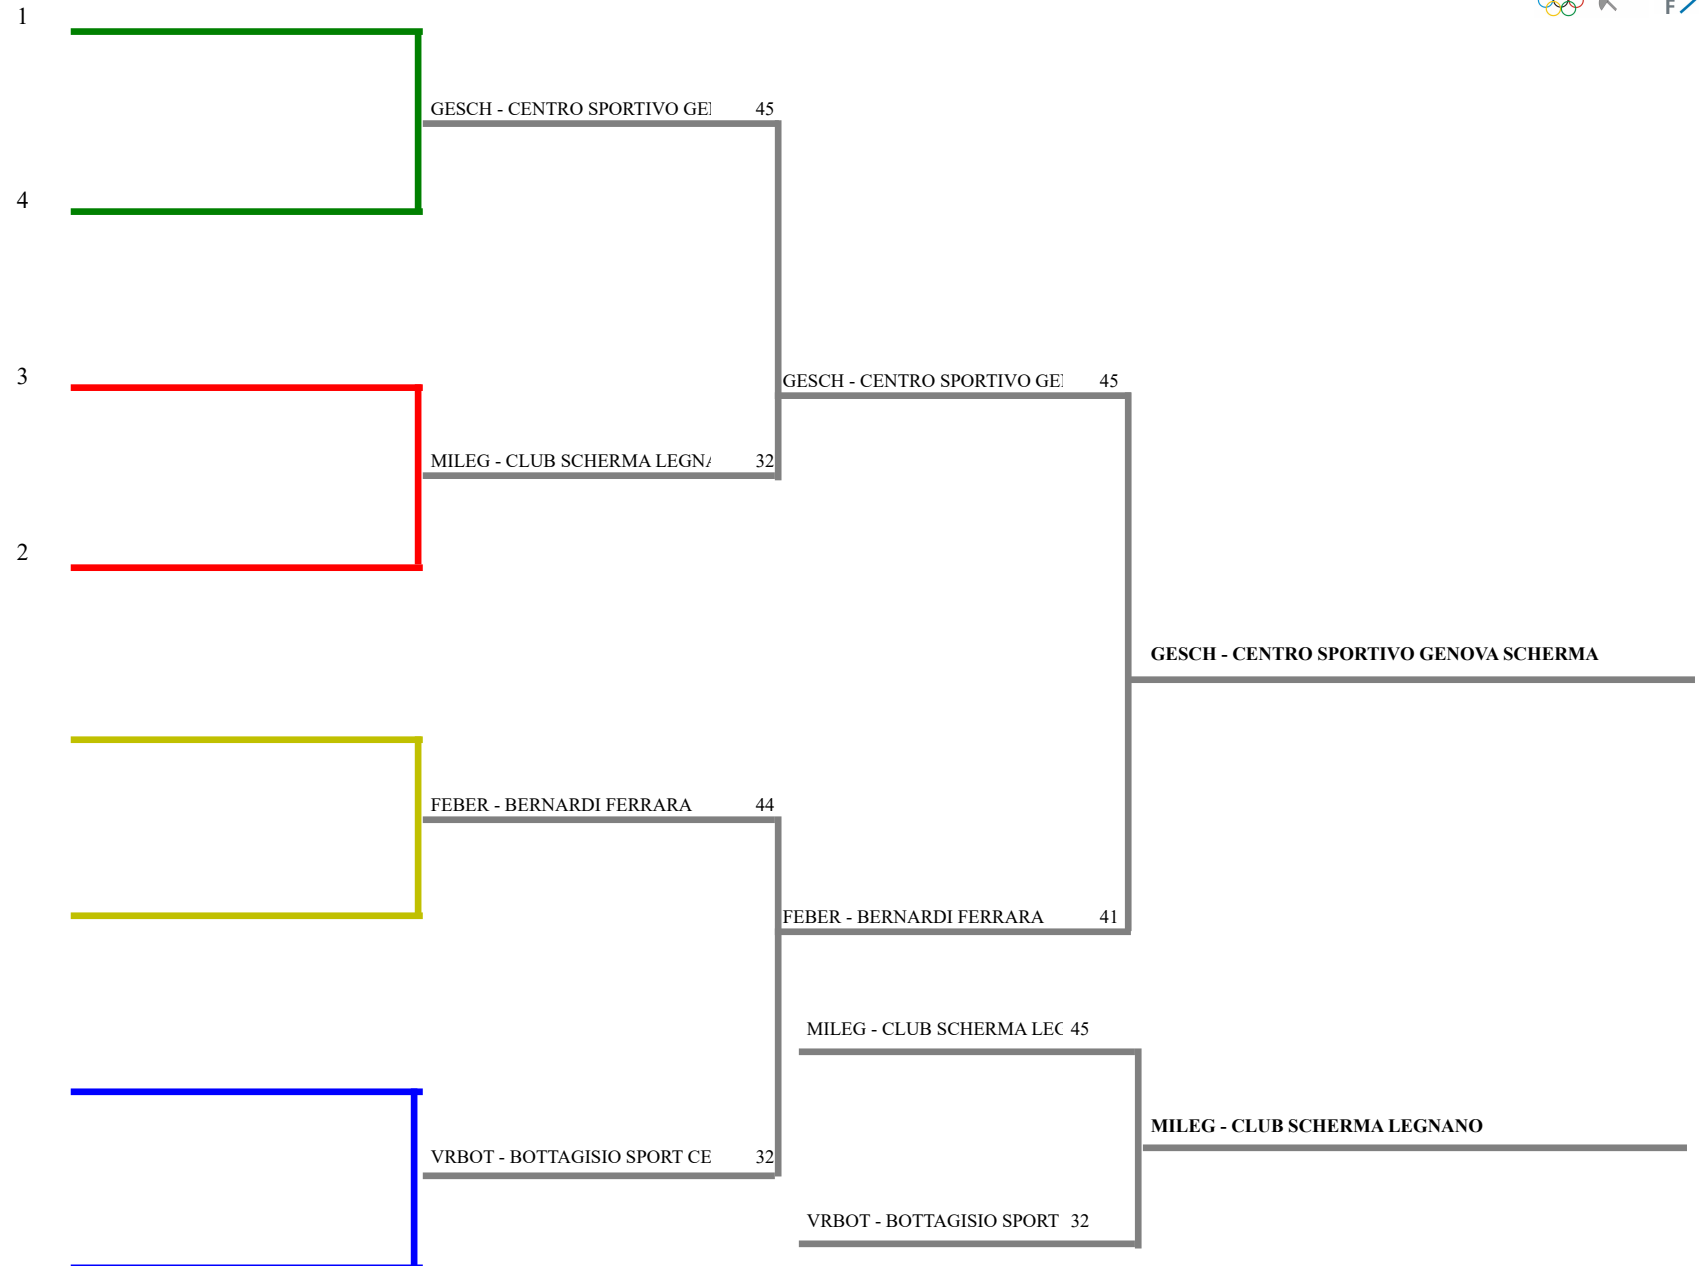 1
F
GESCH - CENTRO SPORTIVO GE 45
4
3
GESCH - CENTRO SPORTIVO GE 45
MILEG - CLUB SCHERMA LEGN 32
2
GESCH - CENTRO SPORTIVO GENOVA SCHERMA
FEBER - BERNARDI FERRARA 44
FEBER - BERNARDI FERRARA 41
MILEG - CLUB SCHERMA LE 45
MILEG - CLUB SCHERMA LEGNANO
VRBOT - BOTTAGISIO SPORT CE 32
VRBOT - BOTTAGISIO SPORT 32